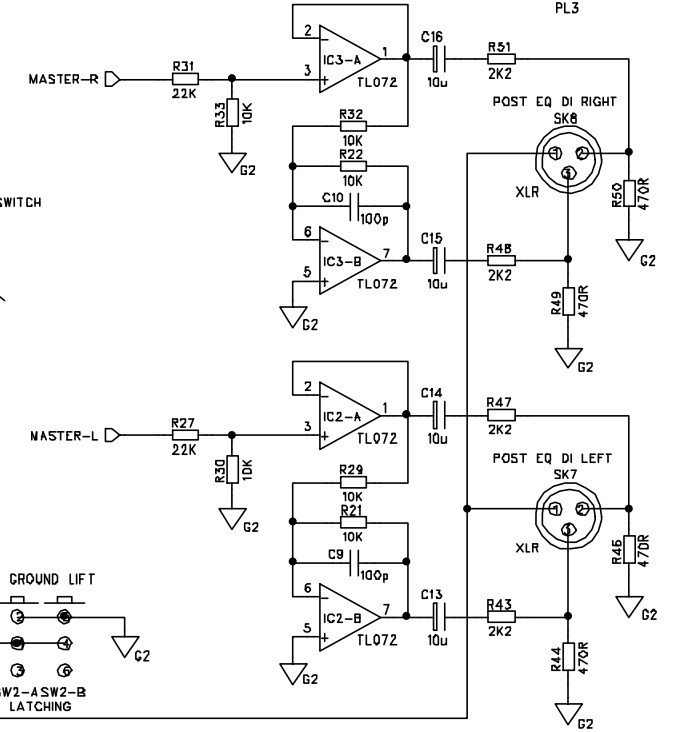 PL3
C16
R51
2
1
IC3-A
MASTER-R
R31
3
TL072
10u
2K2
22K
R33
10K
POST EQ DI RIGHT
SK8
R32
10K
1
2
G2
R22
3
10K
XLR
R50
470R
SWITCH
C10
100p
6
7
C15
R48
G2
IC3-B
5
TL072
10u
2K2
R49
470R
G2
G2
C14
R47
2
1
IC2-A
MASTER-L
R27
3
TL072
10u
2K2
22K
R30
10K
POST EQ DI LEFT
SK7
R29
10K
1
2
G2
R21
3
10K
XLR
R46
470R
C9
100p
GROUND LIFT
6
7
C13
R43
G2
2
5
IC2-B
5
TL072
10u
2K2
4
G2
R44
470R
3
6
G2
SW2-A
SW2-B
LATCHING
G2